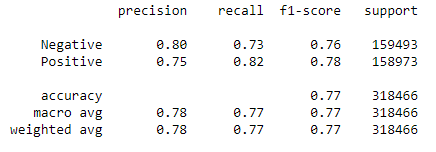 precision recall f1-score support
Negative 0.80 0.73 0.76 159493
Positive 0.75 0.82 0.78 158973
accuracy 0.77 318466
macro avg 0.78 0.77 0.77 318466
weighted avg 0.78 0.77 0.77 318466